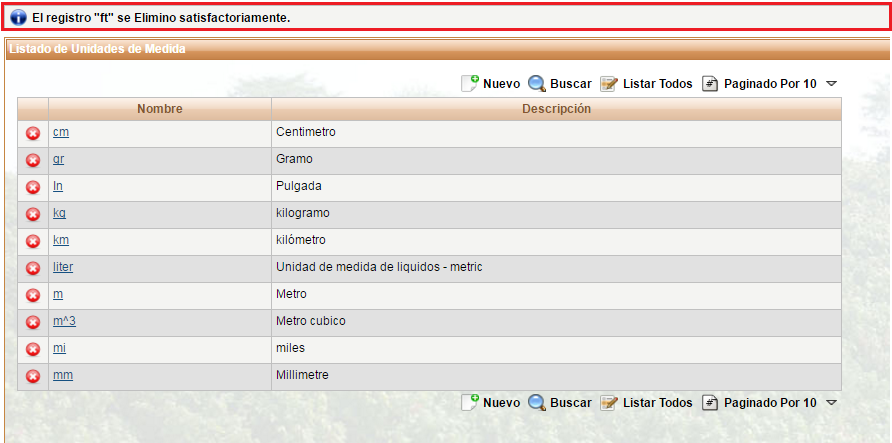 El registro "ft" se Elimino satisfactoriamente.
Listado de Unidades de Medida
Nuevo Buscar Listar Todos # Paginado Por 10
Nombre Descripción
cm Centimetro
gr Gramo
In Pulgada
kg kilogramo
km kilómetro
liter Unidad de medida de liquidos - metric
m Metro
m^3 Metro cubico
mi miles
mm Millimetre
Nuevo Buscar Listar Todos # Paginado Por 10